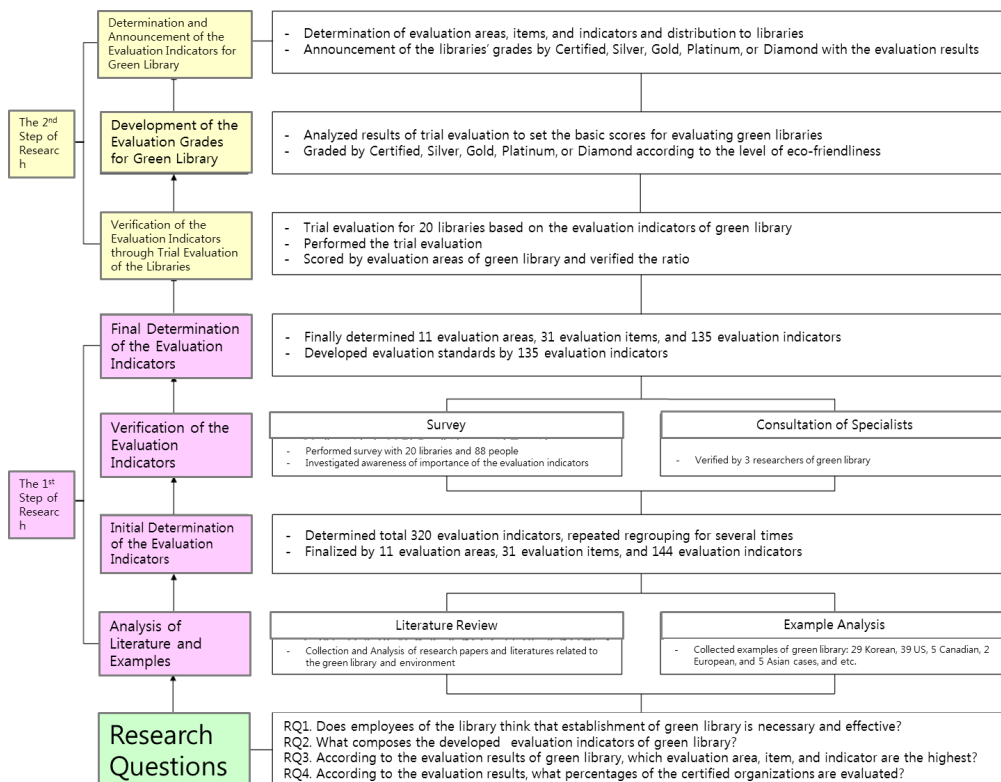 Determination and
Announcement of the
Evaluation Indicators for
Green Library
- Determination of evaluation areas, items, and indicators and distribution to libraries
- Announcement of the libraries' grades by Certified, Silver, Gold, Platinum, or Diamond with the evaluation results
The 2nd
Step of
Researc
h
Development of the
Evaluation Grades
for Green Library
- Analyzed results of trial evaluation to set the basic scores for evaluating green libraries
- Graded by Certified, Silver, Gold, Platinum, or Diamond according to the level of eco-friendliness
Verification of the
Evaluation Indicators
through Trial Evaluation
of the Libraries
- Trial evaluation for 20 libraries based on the evaluation indicators of green library
- Performed the trial evaluation
- Scored by evaluation areas of green library and verified the ratio
Final Determination
of the Evaluation
Indicators
- Finally determined 11 evaluation areas, 31 evaluation items, and 135 evaluation indicators
- Developed evaluation standards by 135 evaluation indicators
Verification of the
Evaluation
Indicators
Survey
- Performed survey with 20 libraries and 88 people
- Investigated awareness of importance of the evaluation indicators
Consultation of Specialists
- Verified by 3 researchers of green library
The 1st
Step of
Researc
h
Initial Determination
of the Evaluation
Indicators
- Determined total 320 evaluation indicators, repeated regrouping for several times
- Finalized by 11 evaluation areas, 31 evaluation items, and 144 evaluation indicators
Analysis of
Literature and
Examples
Literature Review
- Collection and Analysis of research papers and literatures related to
the green library and environment
Example Analysis
- Collected examples of green library: 29 Korean, 39 US, 5 Canadian, 2
European, and 5 Asian cases, and etc.
Research
Questions
RQ1. Does employees of the library think that establishment of green library is necessary and effective?
RQ2. What composes the developed evaluation indicators of green library?
RQ3. According to the evaluation results of green library, which evaluation area, item, and indicator are the highest?
RQ4. According to the evaluation results, what percentages of the certified organizations are evaluated?